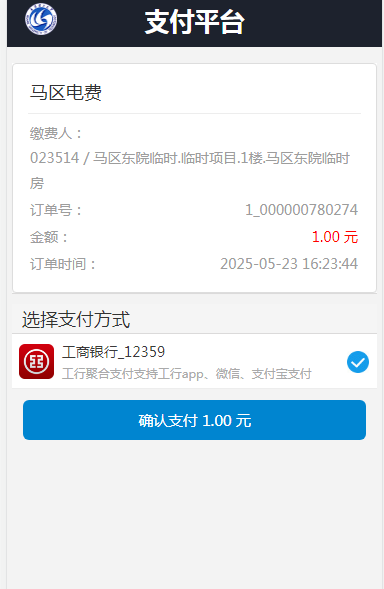 支付平台
马区电费
缴费人：
023514 / 马区东院临时.临时项目.1楼.马区东院临时
房
订单号： 1_000000780274
金额： 1.00 元
订单时间： 2025-05-23 16:23:44
选择支付方式
工商银行_12359
工行聚合支付支持工行app、微信、支付宝支付
确认支付 1.00 元